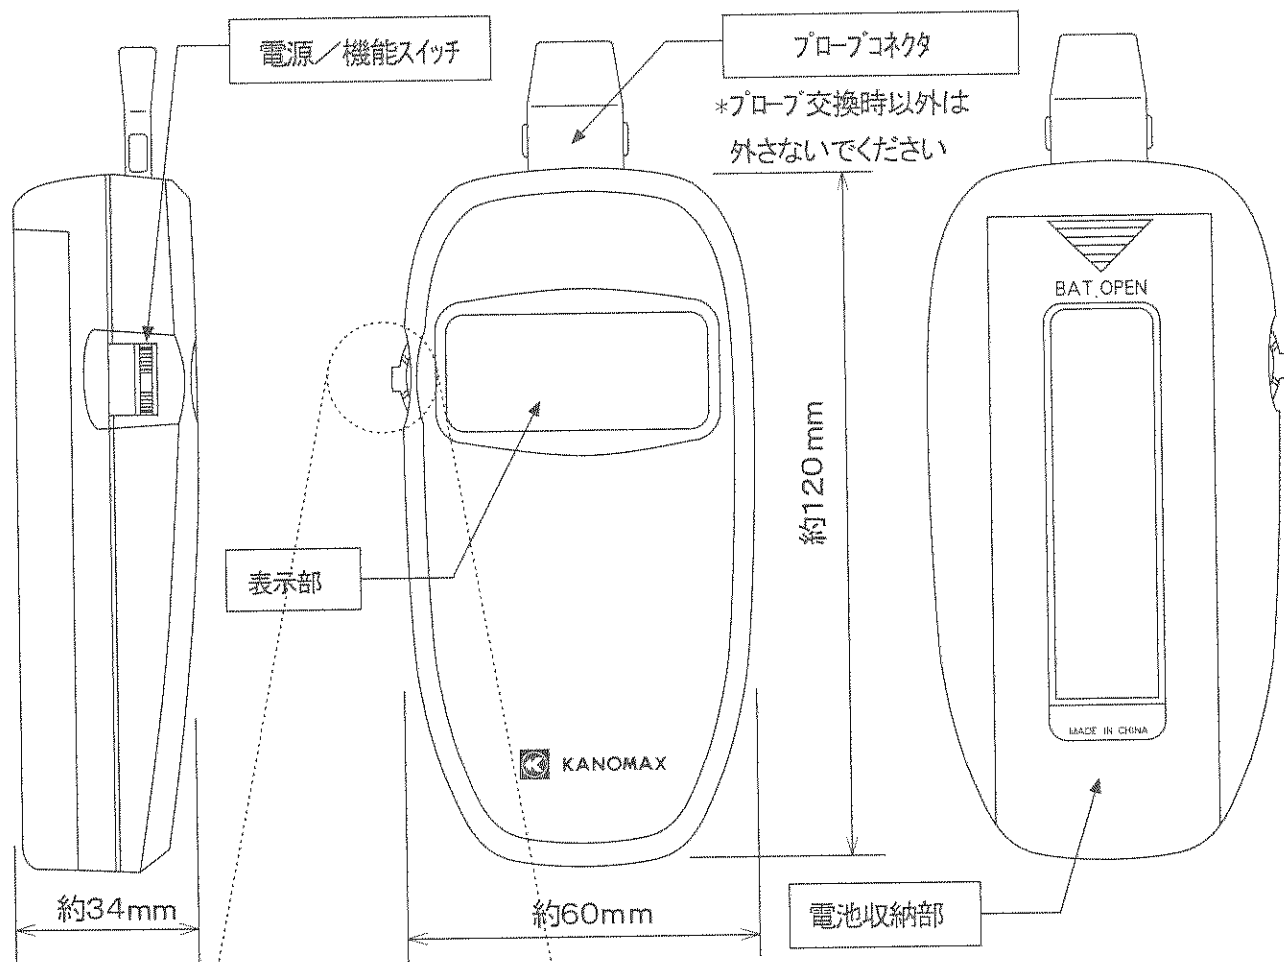 電源／機能スイッチ
プローブコネクタ
*プローブ交換時以外は
外さないでください
BAT.OPEN
約120mm
表示部
MADE IN CHINA
KANOMAX
電池収納部
約34mm
約60mm